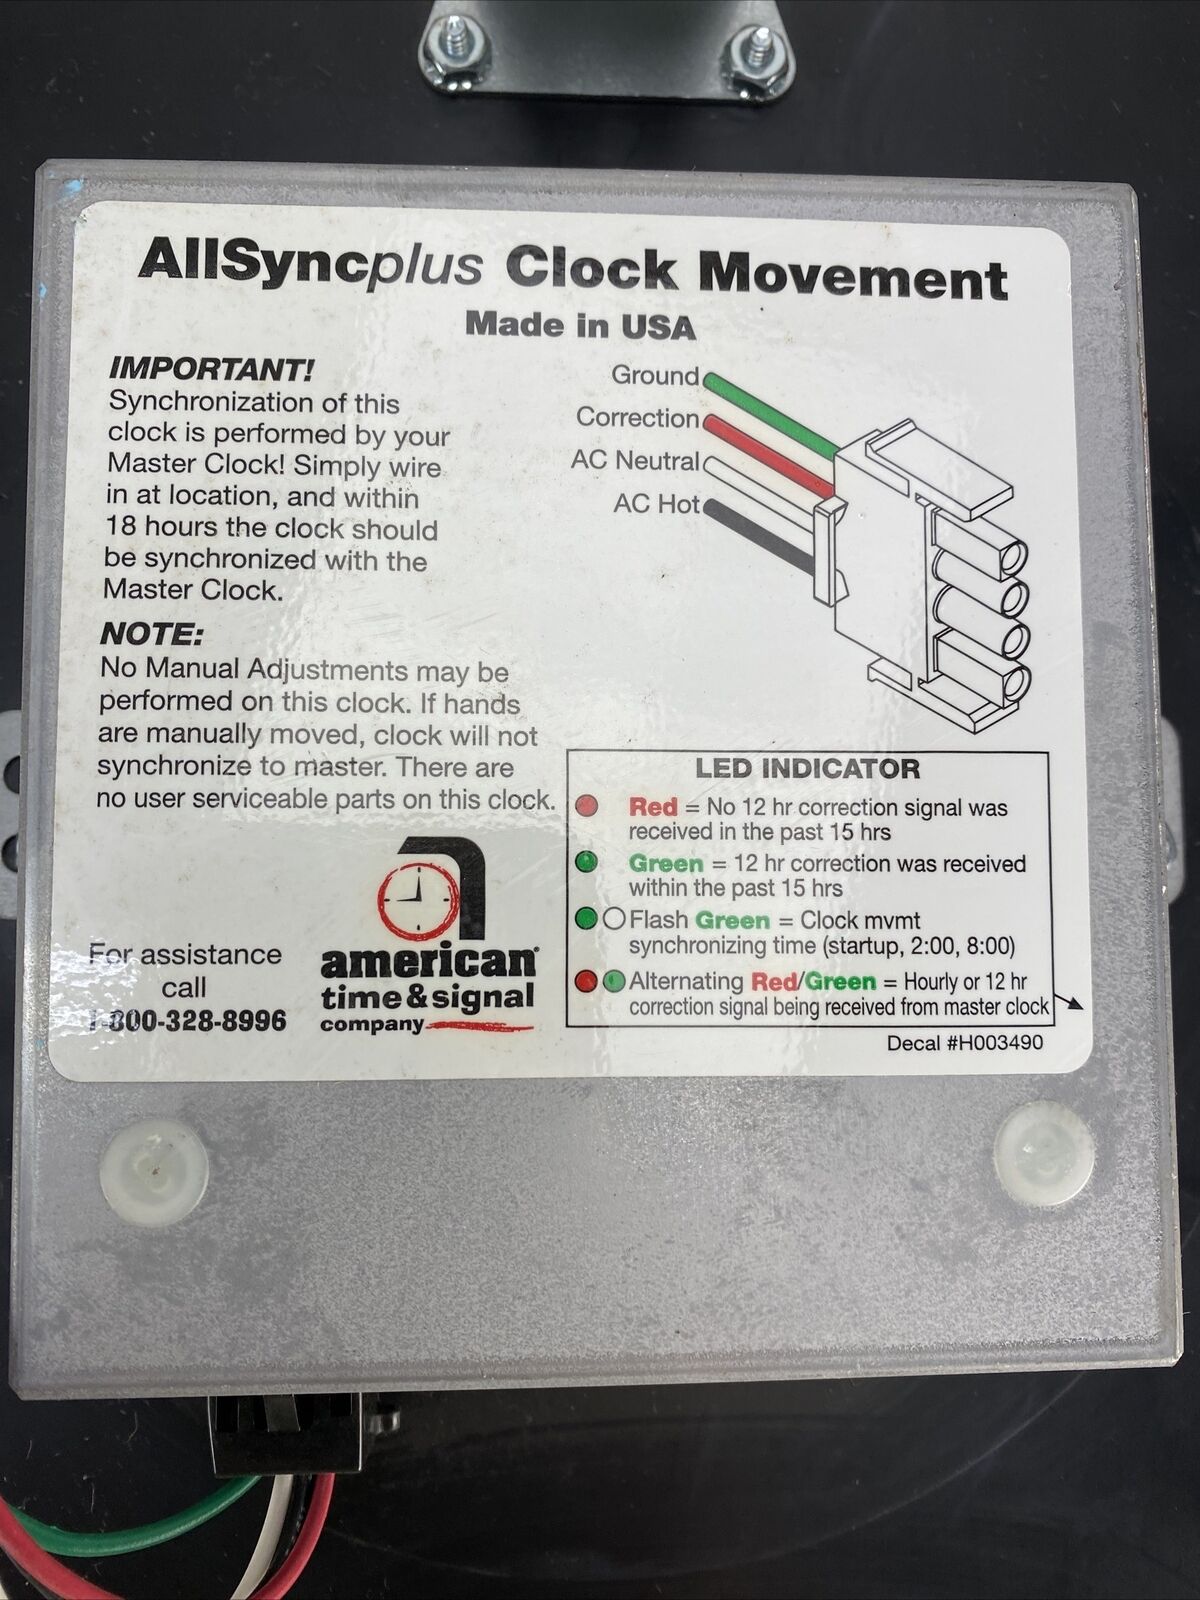 AllSyncplus Clock Movement
Made in USA
IMPORTANT!
Synchronization of this
clock is performed by your
Master Clock! Simply wire
in at location, and within
18 hours the clock should
be synchronized with the
Master Clock.
NOTE:
No Manual Adjustments may be
performed on this clock. If hands
are manually moved, clock will not
synchronize to master. There are
no user serviceable parts on this clock.
For assistance
call
1-800-328-8996
american
time & signal
company
Ground
Correction
AC Neutral
AC Hot
LED INDICATOR
Red = No 12 hr correction signal was
received in the past 15 hrs
Green = 12 hr correction was received
within the past 15 hrs
Flash Green = Clock mvmt
synchronizing time (startup, 2:00, 8:00)
Alternating Red/Green = Hourly or 12 hr
correction signal being received from master clock
Decal #H003490